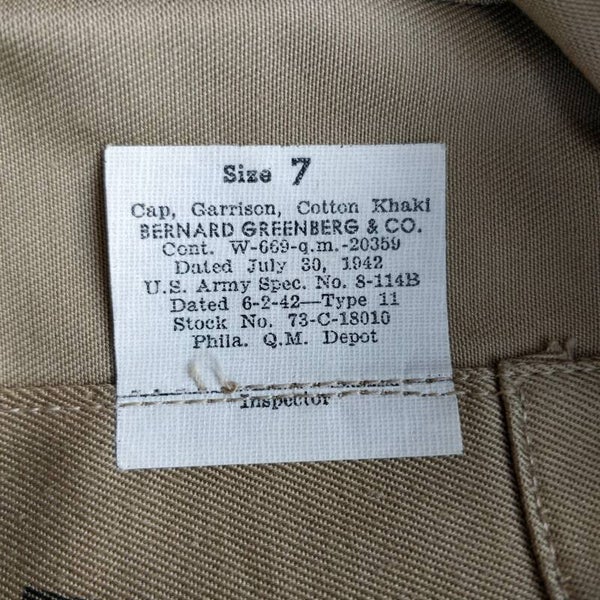 Size 7
Cap, Garrison, Cotton Khaki
BERNARD GREENBERG & CO.
Cont. W-669-q.m.-20359
Dated July 30, 1942
U.S. Army Spec. No. 8-114B
Dated 6-2-42—Type 11
Stock No. 73-C-18010
Phila. Q.M. Depot
Inspector